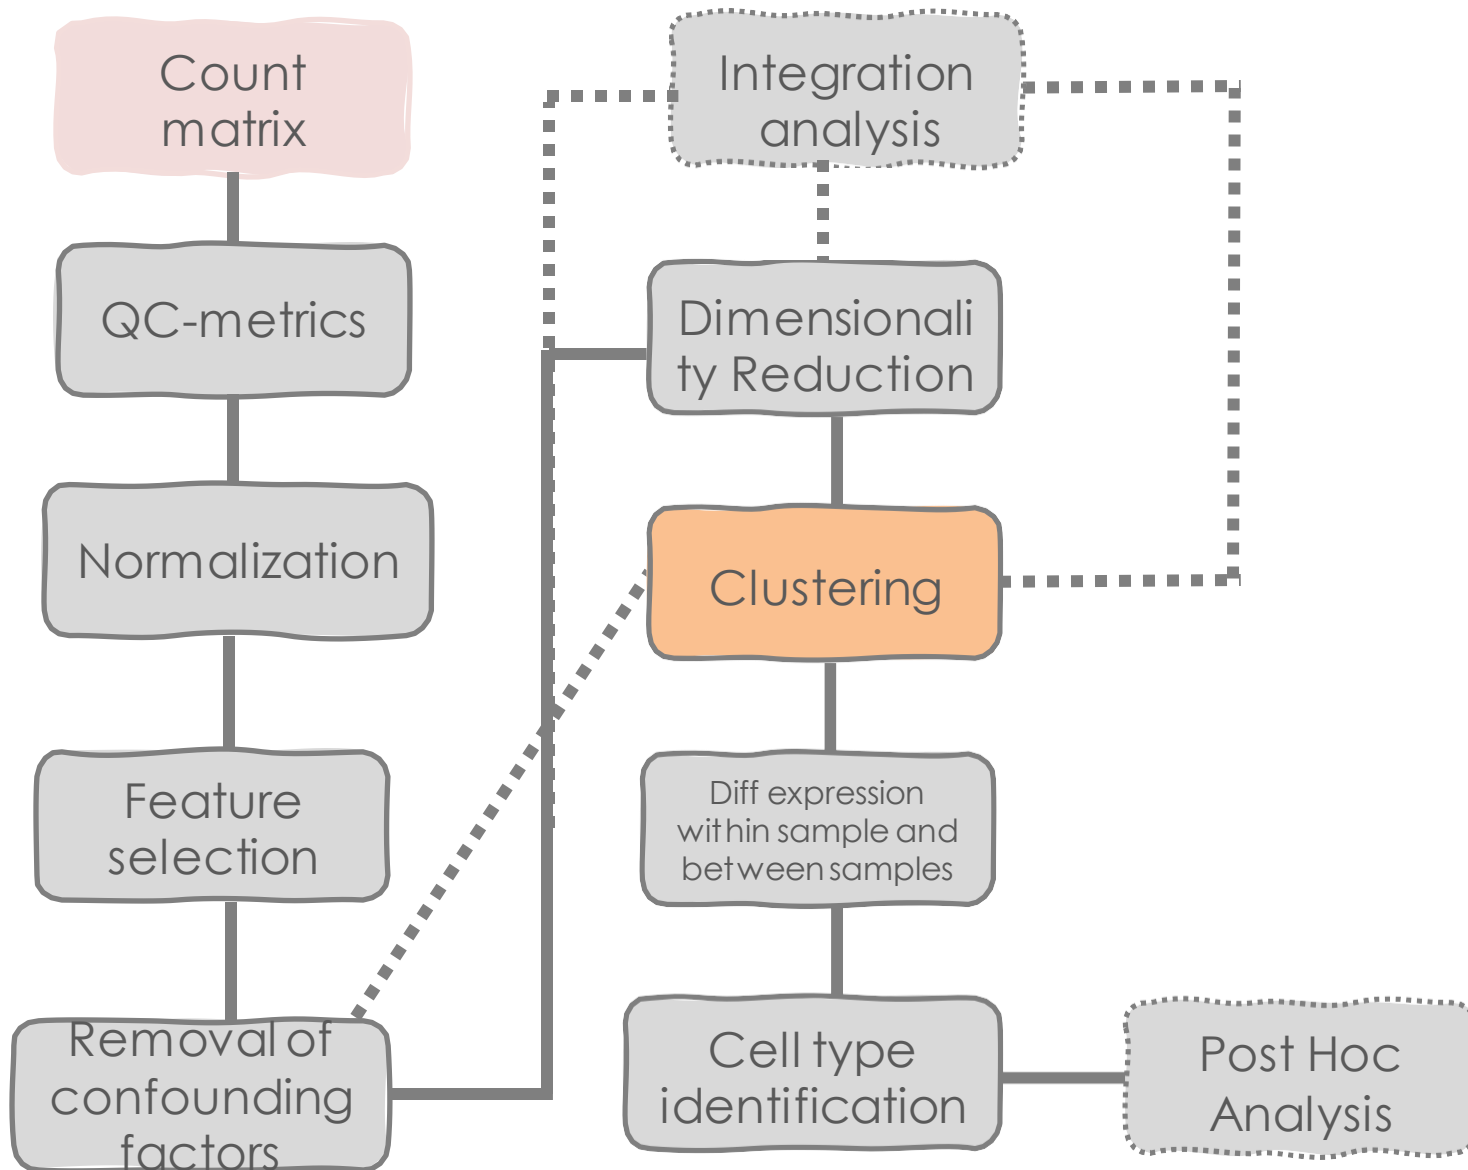 Count
matrix
QC-metrics
Normalization
Feature
selection
Removal of
confounding
factors
Integration
analysis
Dimensionali
ty Reduction
Clustering
Diff expression
within sample and
between samples
Cell type
identification
Post Hoc
Analysis